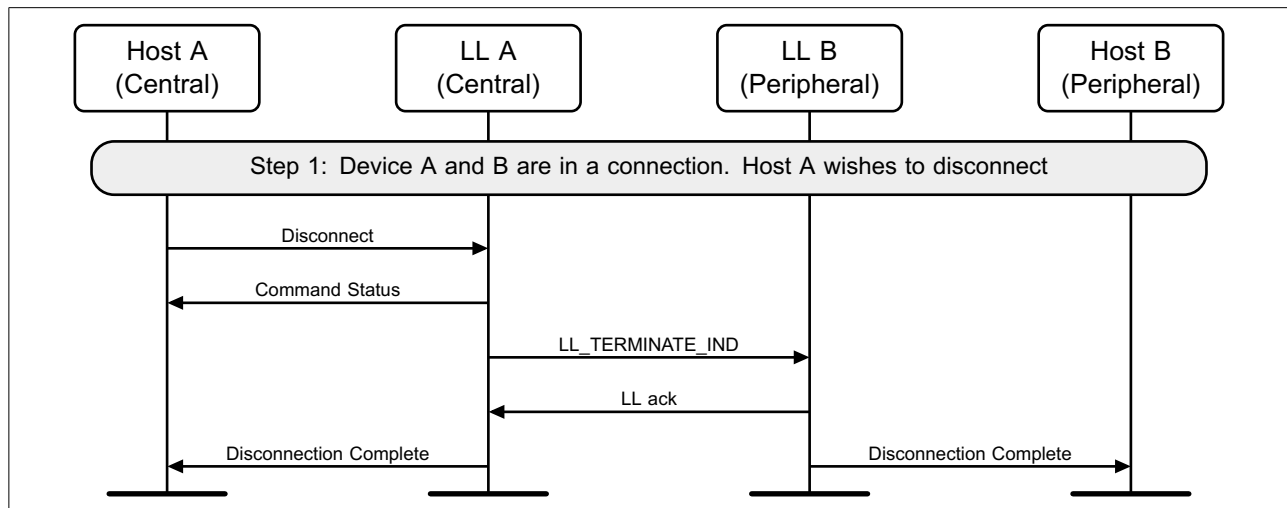 Host A
(Central)
LL A
(Central)
LL B
(Peripheral)
Host B
(Peripheral)
Step 1: Device A and B are in a connection. Host A wishes to disconnect
Disconnect
Command Status
LL_TERMINATE_IND
LL ack
Disconnection Complete
Disconnection Complete